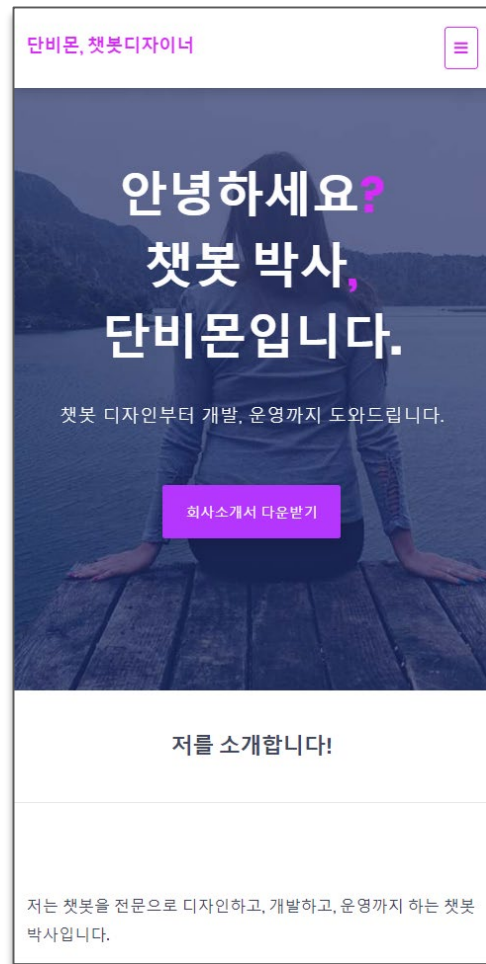 단비몬, 챗봇디자이너
안녕하세요?
챗봇 박사,
단비몬입니다.
챗봇 디자인부터 개발, 운영까지 도와드립니다.
회사소개서 다운받기
저를 소개합니다!
저는 챗봇을 전문으로 디자인하고, 개발하고, 운영까지 하는 챗봇
박사입니다.